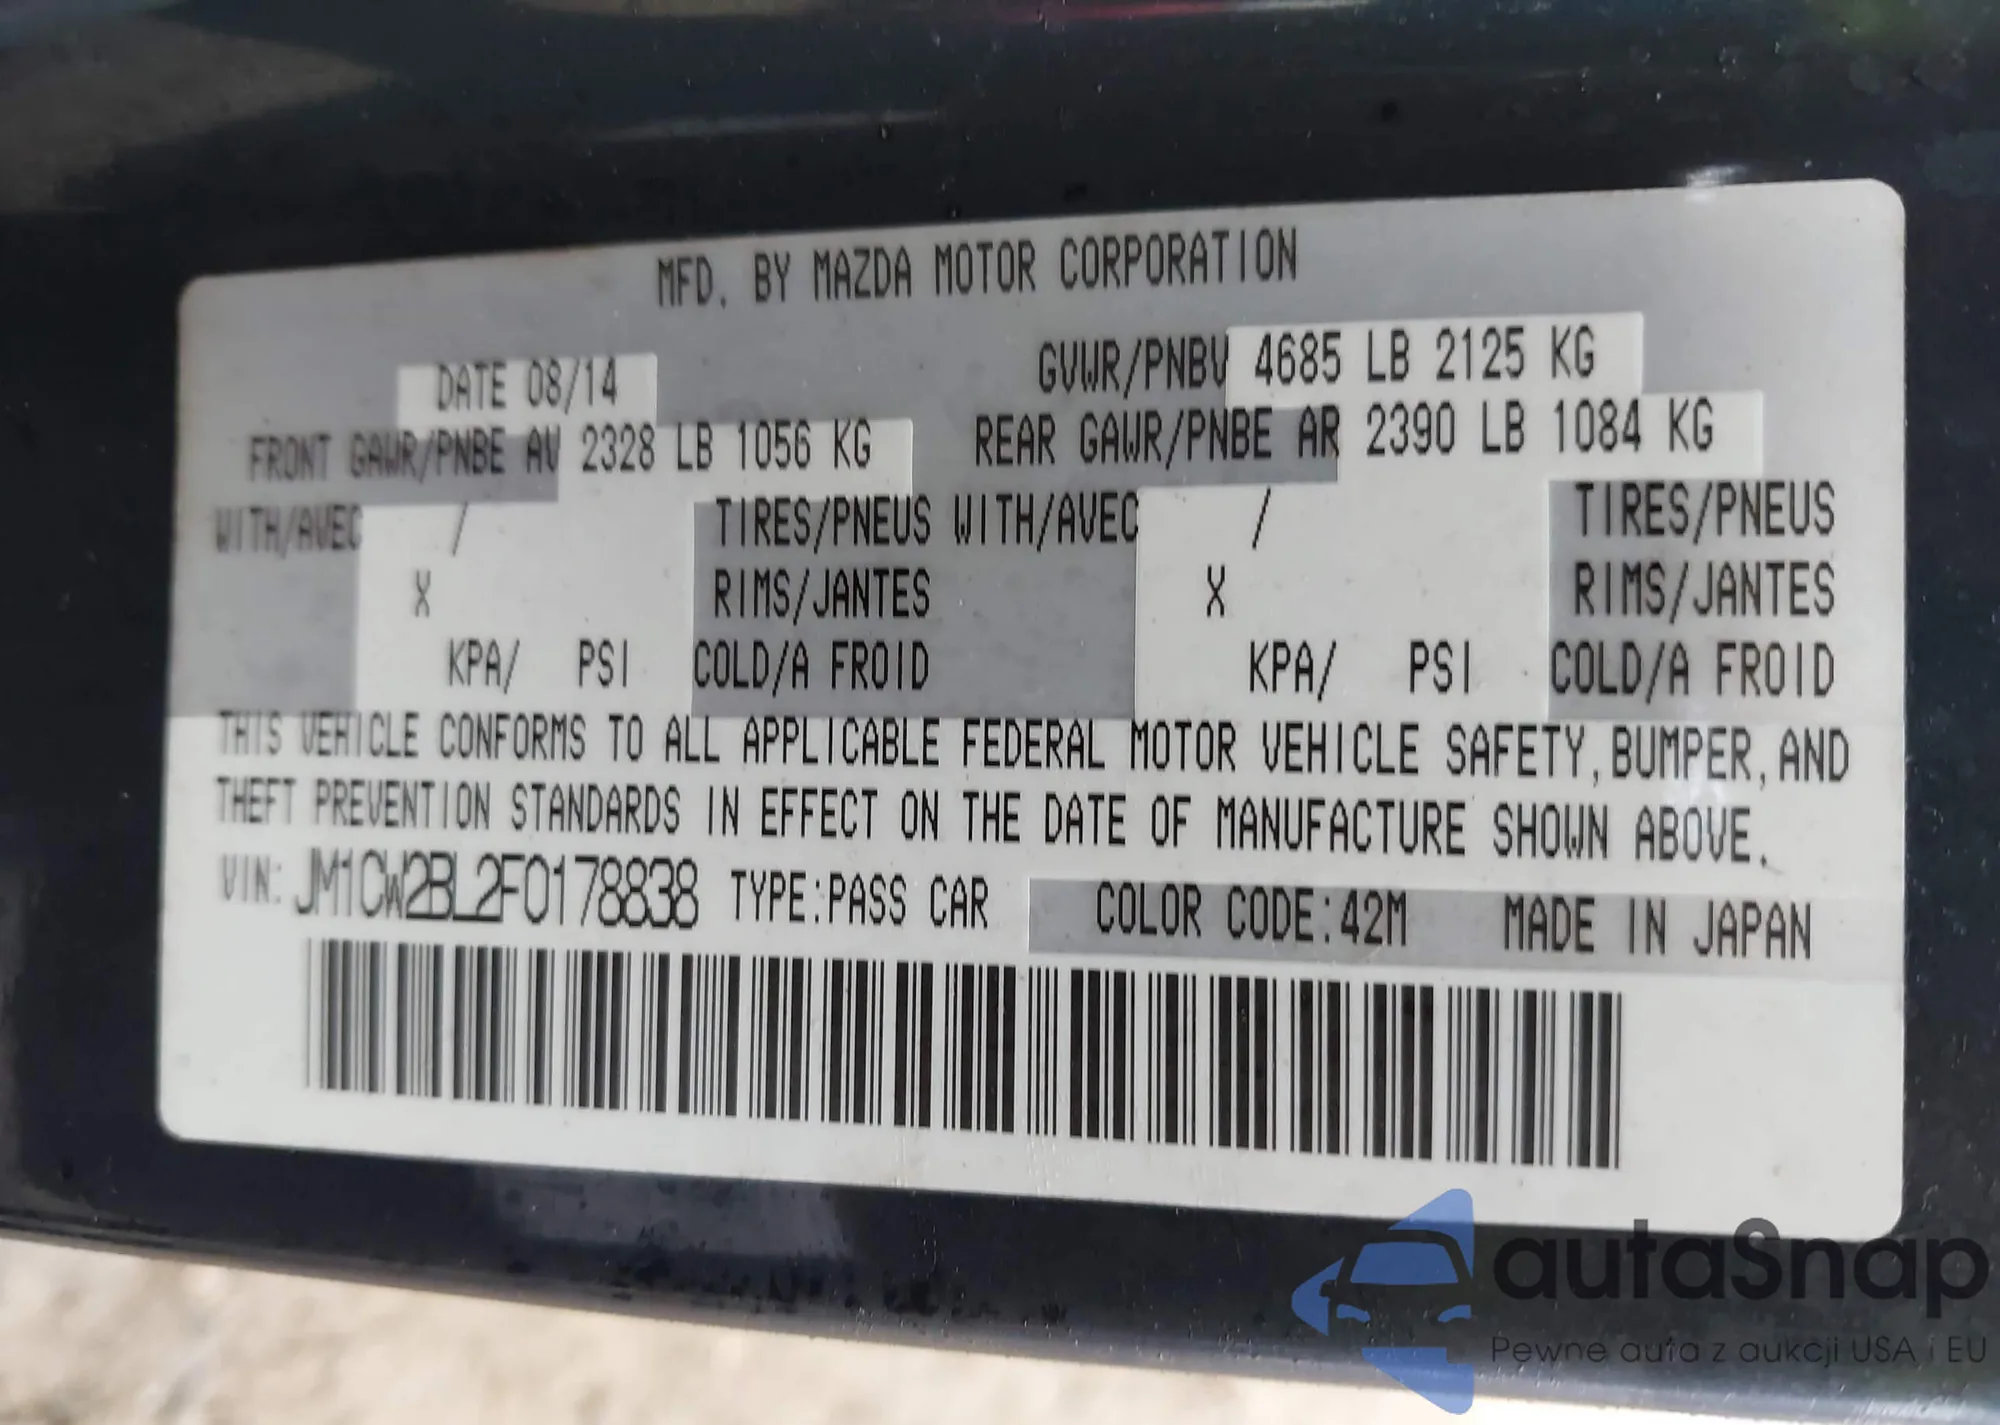 MFD. BY MAZDA MOTOR CORPORATION
DATE 08/14 GVWR/PNBV 4685 LB 2125 KG
FRONT GAWR/PNBE AV 2328 LB 1056 KG REAR GAWR/PNBE AR 2390 LB 1084 KG
WITH/AVEC / TIRES/PNEUS WITH/AVEC / TIRES/PNEUS
X RIMS/JANTES X RIMS/JANTES
KPA/ PSI COLD/A FROID KPA/ PSI COLD/A FROID
THIS VEHICLE CONFORMS TO ALL APPLICABLE FEDERAL MOTOR VEHICLE SAFETY, BUMPER, AND
THEFT PREVENTION STANDARDS IN EFFECT ON THE DATE OF MANUFACTURE SHOWN ABOVE.
VIN: JM1CW2BL2F0178838 TYPE:PASS CAR COLOR CODE:42M MADE IN JAPAN
autaSnap
Pewne auta z aukcji USA i EU